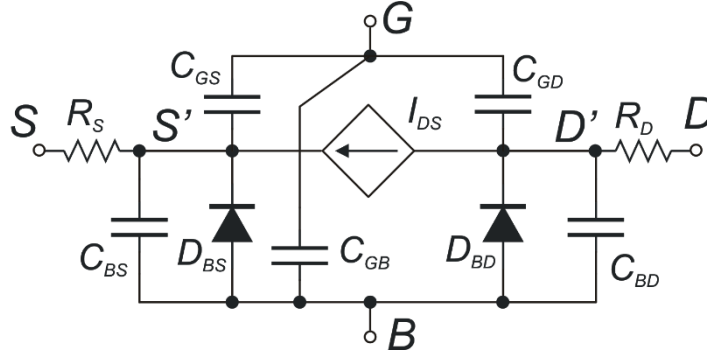 G
C_GS
C_GD
S
R_S
S'
I_DS
D'
R_D
D
C_BS
D_BS
C_GB
D_BD
C_BD
B